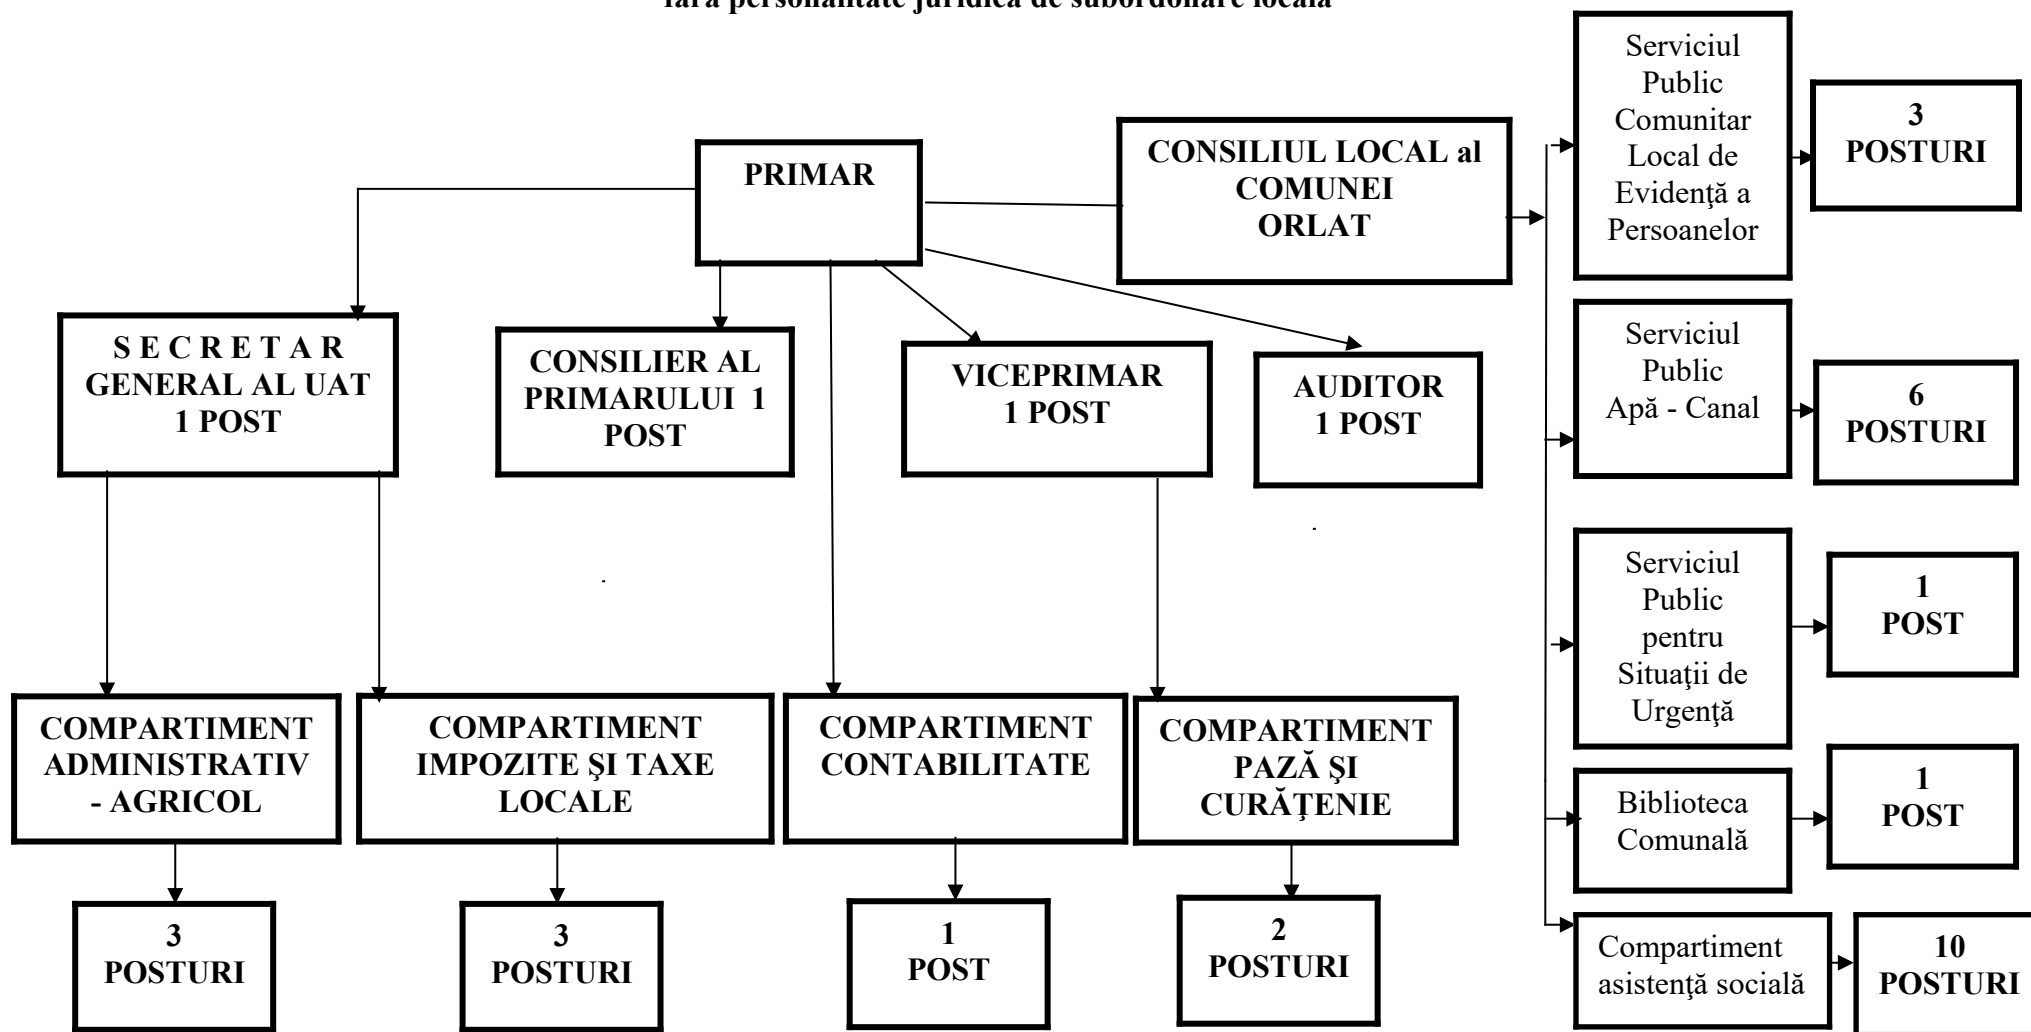 fără personalitate juridică de subordonare locală
PRIMAR
CONSILIUL LOCAL al
COMUNEI
ORLAT
Serviciul
Public
Comunitar
Local de
Evidenţă a
Persoanelor
3
POSTURI
S E C R E T A R
GENERAL AL UAT
1 POST
CONSILIER AL
PRIMARULUI 1
POST
VICEPRIMAR
1 POST
AUDITOR
1 POST
Serviciul
Public
Apă - Canal
6
POSTURI
Serviciul
Public
pentru
Situaţii de
Urgenţă
1
POST
COMPARTIMENT
ADMINISTRATIV
- AGRICOL
COMPARTIMENT
IMPOZITE ŞI TAXE
LOCALE
COMPARTIMENT
CONTABILITATE
COMPARTIMENT
PAZĂ ŞI
CURĂŢENIE
Biblioteca
Comunală
1
POST
3
POSTURI
3
POSTURI
1
POST
2
POSTURI
Compartiment
asistenţă socială
10
POSTURI